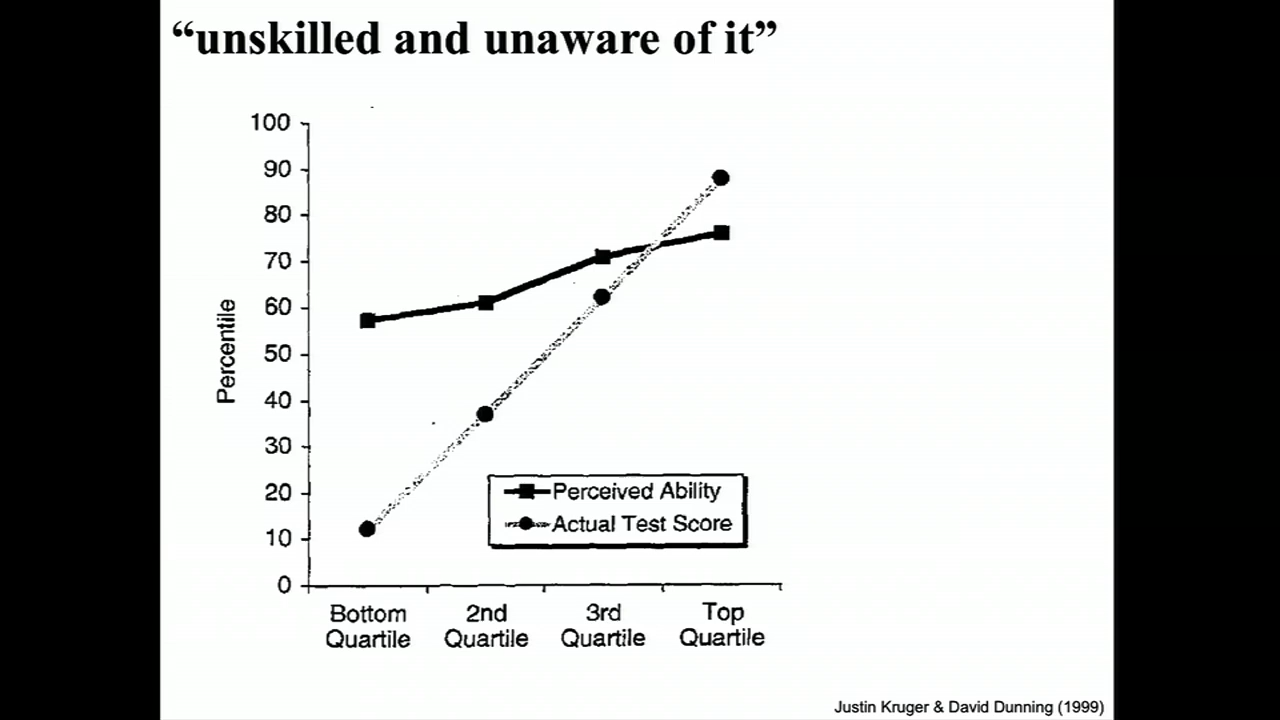 “unskilled and unaware of it”
100
90
80
70
60
50
40
30
20
10
0
Percentile
Perceived Ability
Actual Test Score
Bottom Quartile
2nd Quartile
3rd Quartile
Top Quartile
Justin Kruger & David Dunning (1999)